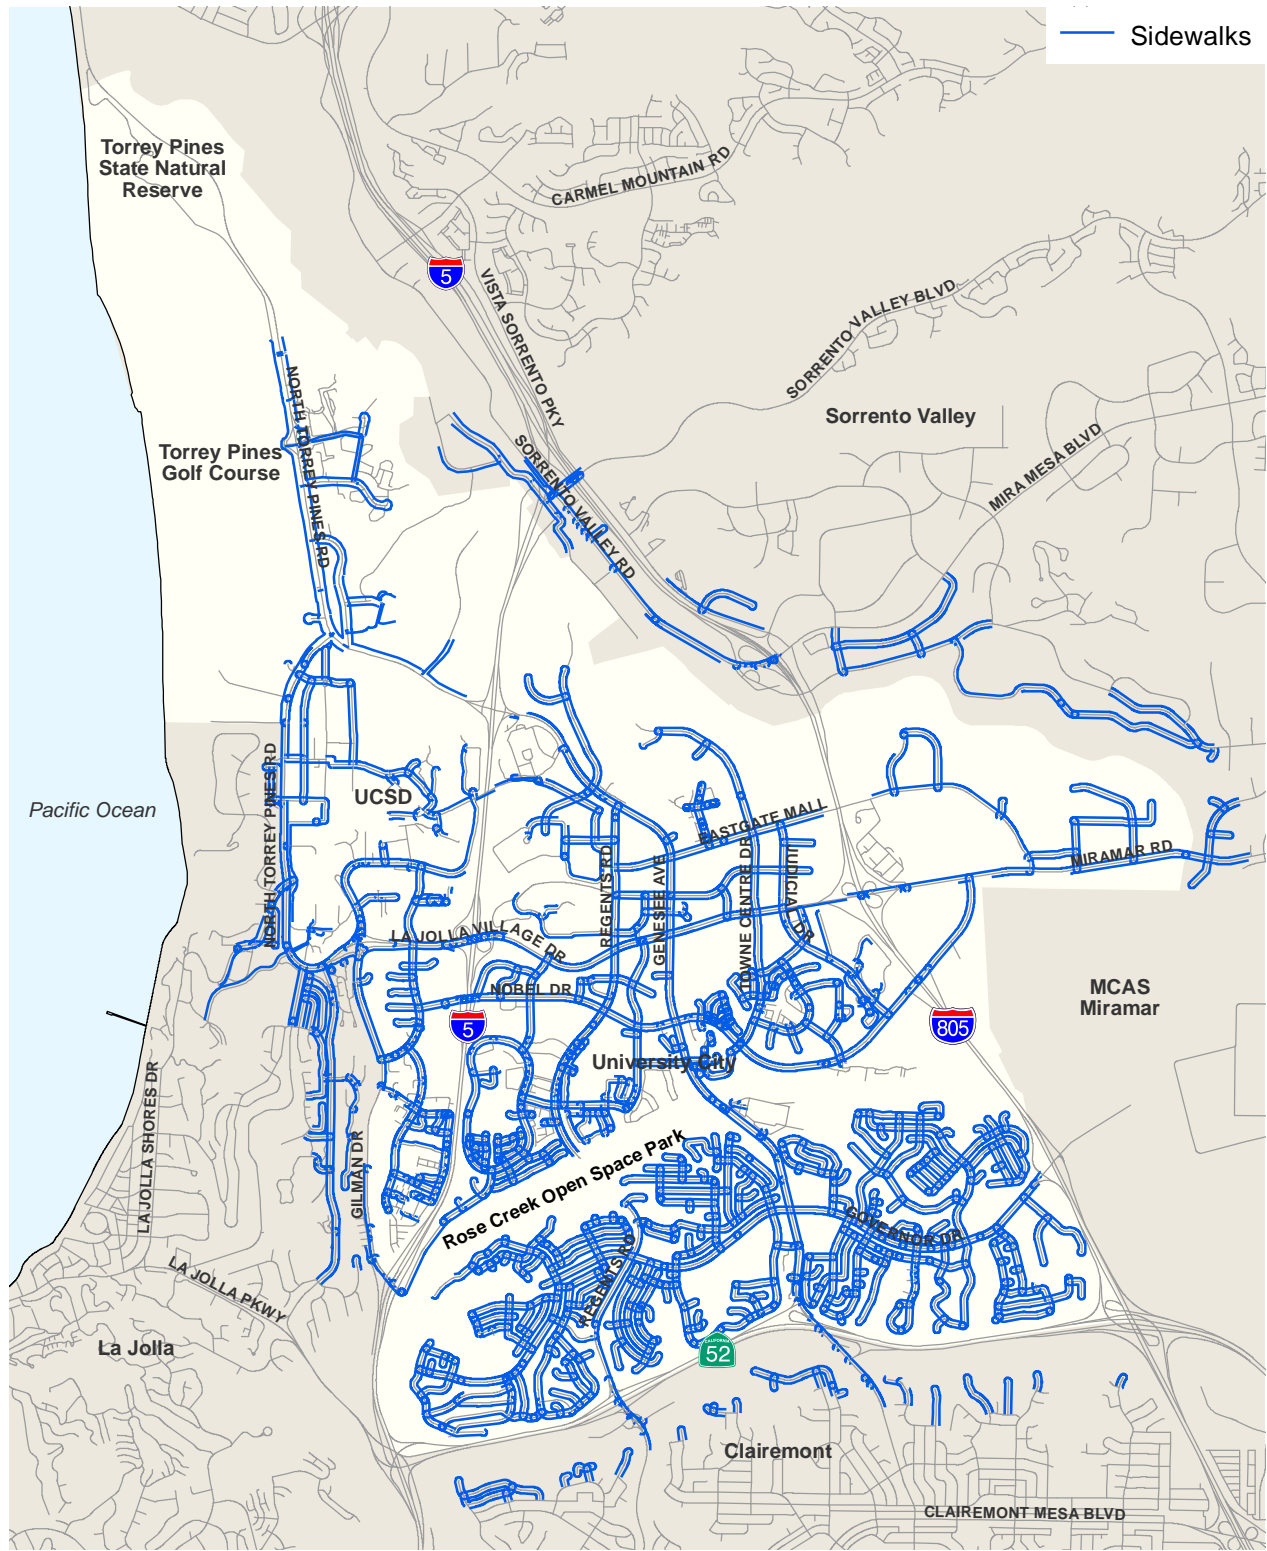 Sidewalks
Torrey Pines
State Natural
Reserve
CARMEL MOUNTAIN RD
5
VISTA SORRENTO PKY
SORRENTO VALLEY BLVD
Sorrento Valley
MIRA MESA BLVD
NORTH TORREY PINES RD
Torrey Pines
Golf Course
SORRENTO VALLEY RD
NORTH TORREY PINES RD
UCSD
Pacific Ocean
EASTGATE MALL
MIRAMAR RD
REGENTS RD
GENESEE AVE
TOWNE CENTRE DR
JUDICIAL DR
LA JOLLA VILLAGE DR
NOBEL DR
MCAS
Miramar
5
805
University City
LA JOLLA SHORES DR
GILMAN DR
Rose Creek Open Space Park
GOVERNOR DR
REGENTS RD
LA JOLLA PKWY
La Jolla
CALIFORNIA
52
Clairemont
CLAIREMONT MESA BLVD